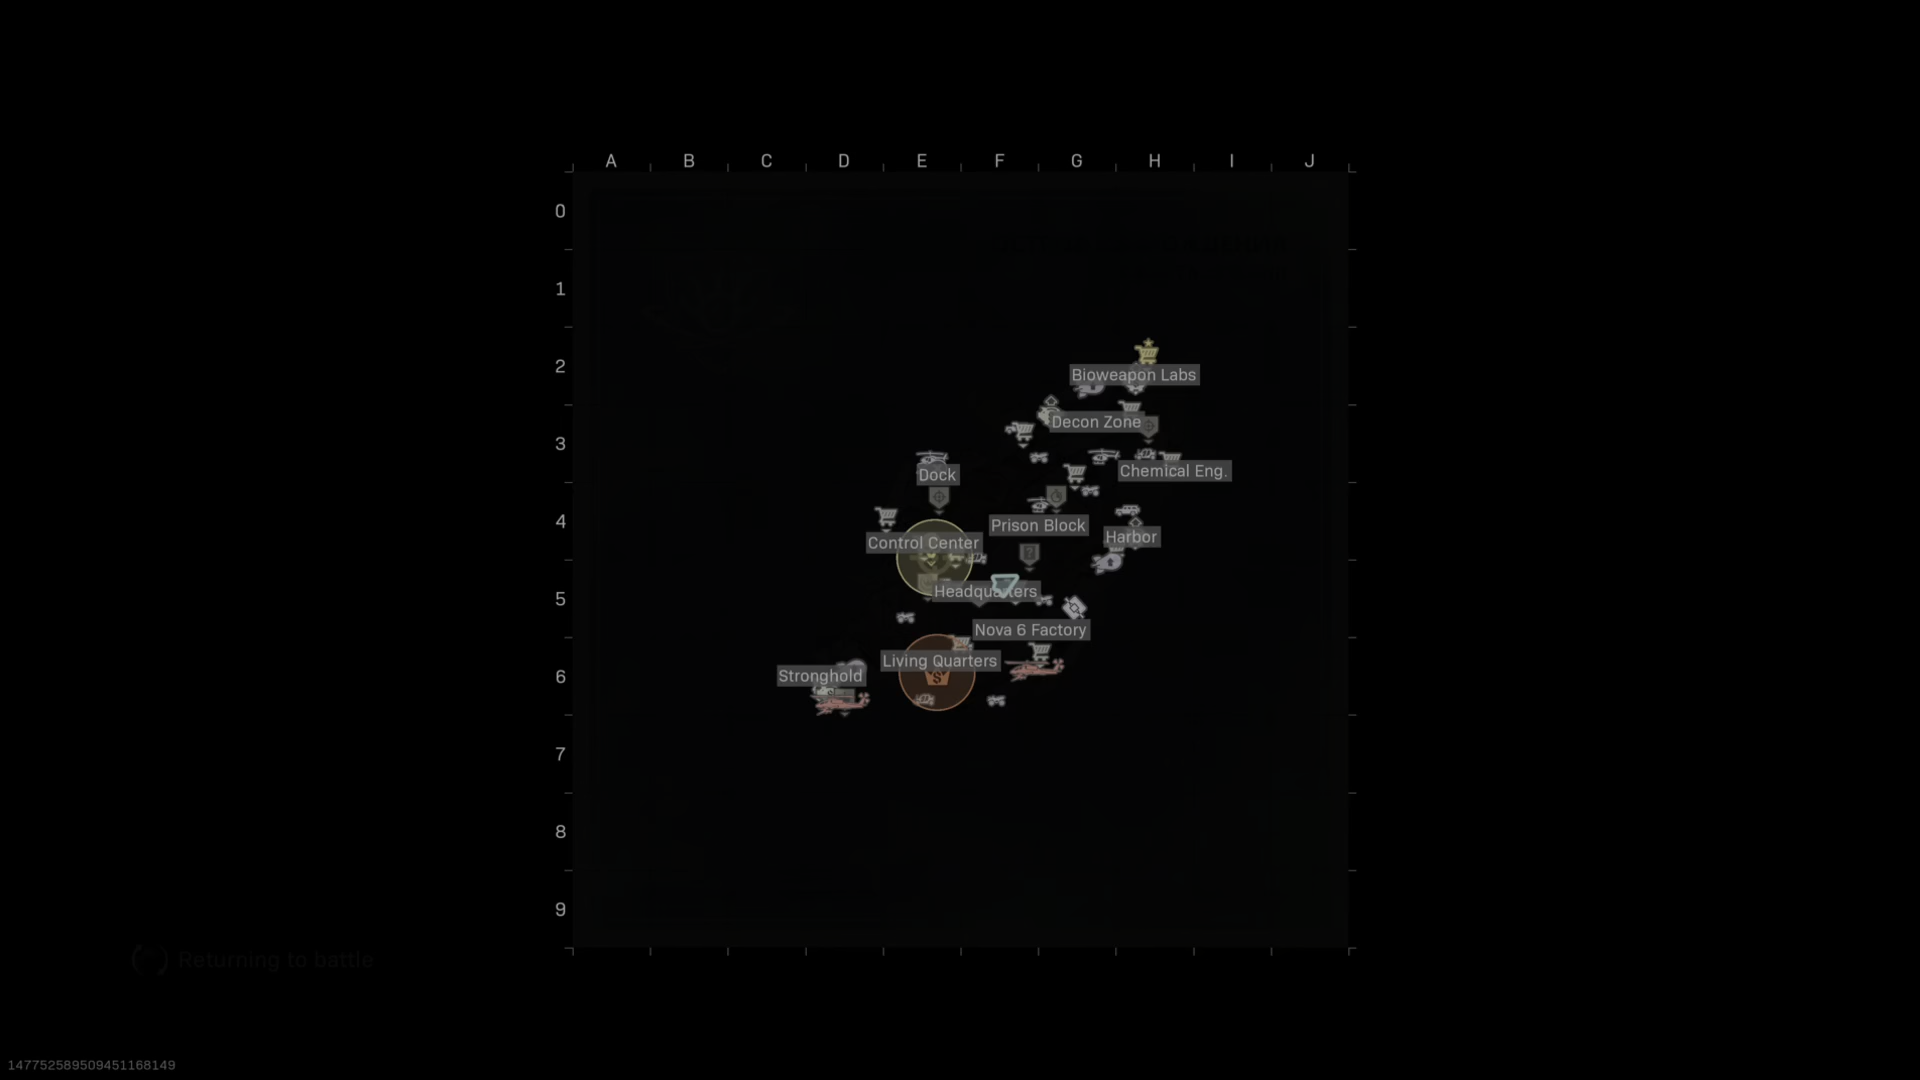 A B C D E F G H I J
0
1
2
Bioweapon Labs
Decon Zone
3
Chemical Eng.
Dock
4
Prison Block
Harbor
Control Center
Headquarters
5
Nova 6 Factory
Living Quarters
6
Stronghold
$
?
7
8
9
Returning to battle
14775258950945116814​9